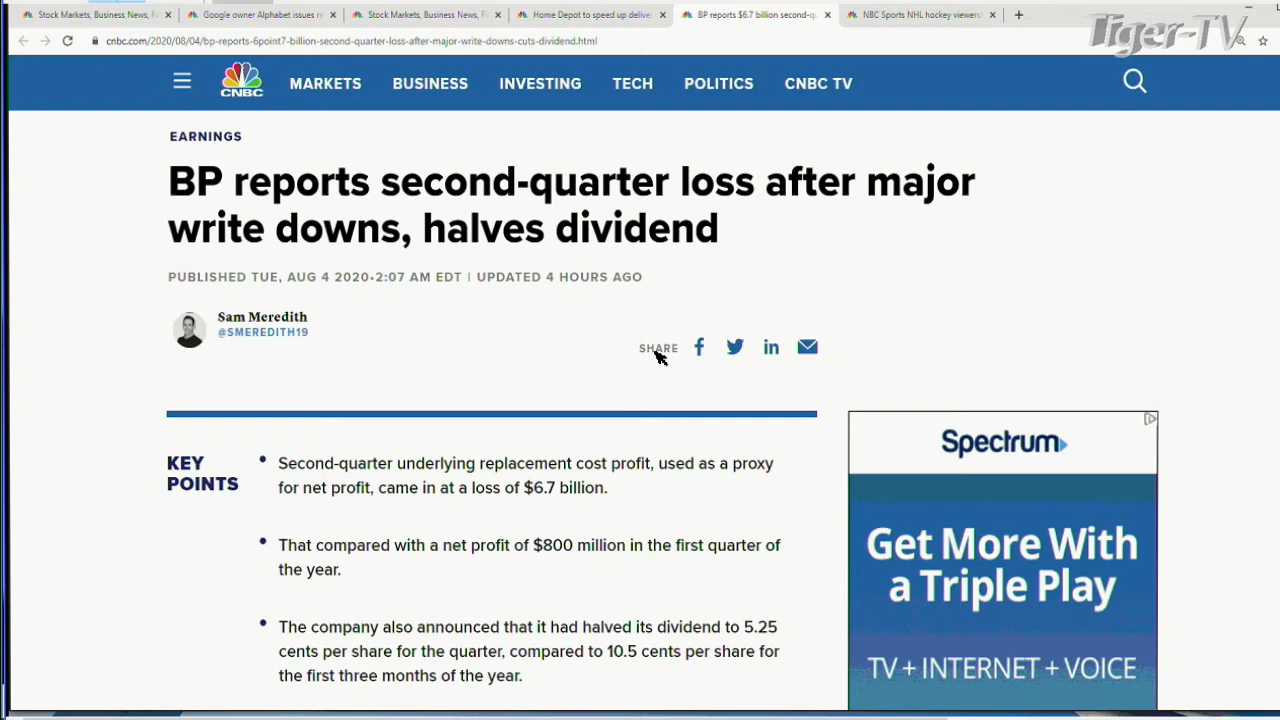 Stock Markets, Business News, F
Google owner Alphabet issues re
Stock Markets, Business News, F
Home Depot to speed up delive
BP reports $6.7 billion second-q
NBC Sports NHL hockey viewers
Tiger-TV
cnbc.com/2020/08/04/bp-reports-6point7-billion-second-quarter-loss-after-major-write-downs-cuts-dividend.html
CNBC
MARKETS
BUSINESS
INVESTING
TECH
POLITICS
CNBC TV
EARNINGS
BP reports second-quarter loss after major
write downs, halves dividend
PUBLISHED TUE, AUG 4 2020•2:07 AM EDT | UPDATED 4 HOURS AGO
Sam Meredith
@SMEREDITH19
SHARE
KEY
POINTS
• Second-quarter underlying replacement cost profit, used as a proxy
for net profit, came in at a loss of $6.7 billion.
• That compared with a net profit of $800 million in the first quarter of
the year.
• The company also announced that it had halved its dividend to 5.25
cents per share for the quarter, compared to 10.5 cents per share for
the first three months of the year.
Spectrum
Get More With
a Triple Play
TV + INTERNET + VOICE